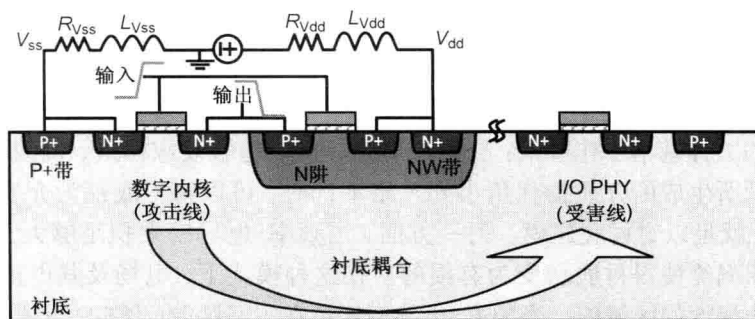 R_Vss L_Vss R_Vdd L_Vdd
V_ss V_dd
输入
输出
P+ N+ N+ P+ P+ N+ N+ N+ P+
P+带 N阱 NW带
数字内核 I/O PHY
(攻击线) (受害线)
衬底耦合
衬底